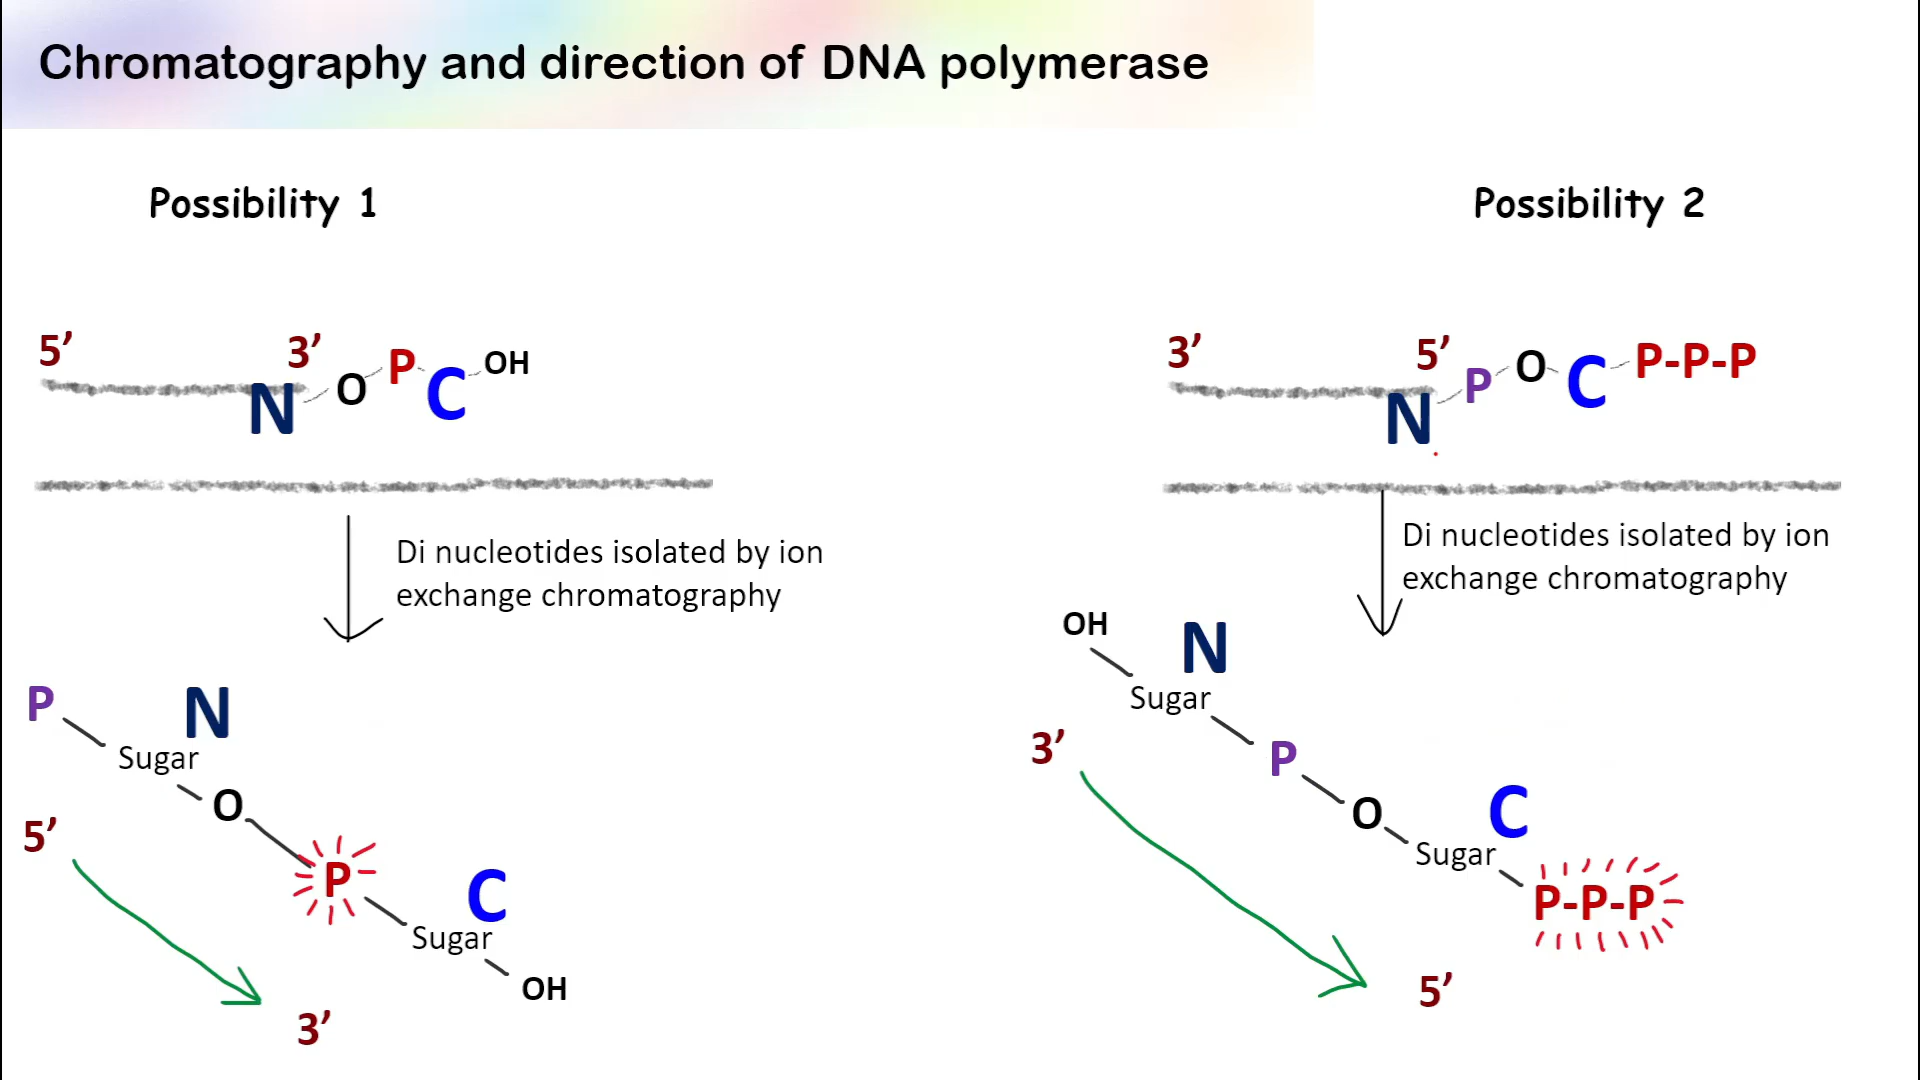 Chromatography and direction of DNA polymerase
Possibility 1
5’
3’
N
O
P
C
OH
Di nucleotides isolated by ion
exchange chromatography
P
N
Sugar
O
5’
P
C
Sugar
OH
3’
Possibility 2
3’
5’
N
P
O
C
P-P-P
Di nucleotides isolated by ion
exchange chromatography
OH
N
Sugar
3’
P
O
C
Sugar
P-P-P
5’